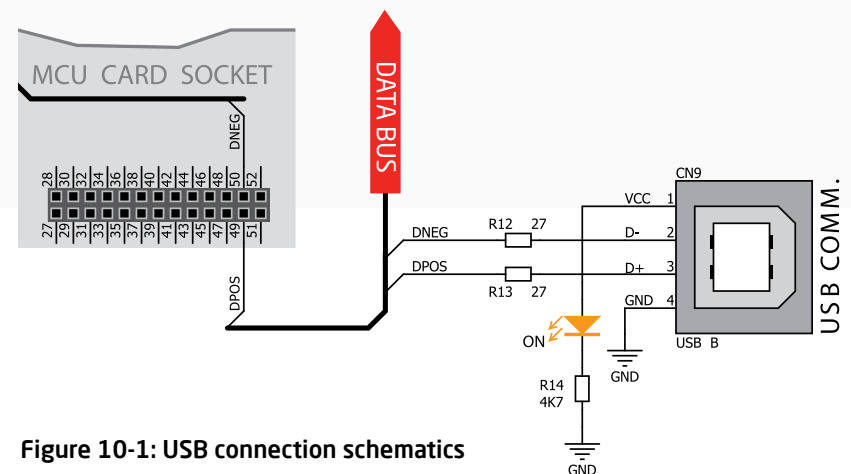 MCU CARD SOCKET
DNEG
28 30 32 34 36 38 40 42 44 46 48 50 52
27 29 31 33 35 37 39 41 43 45 47 49 51
DPOS
DATA BUS
DNEG
DPOS
R12 27
R13 27
CN9
VCC 1
D- 2
D+ 3
GND 4
USB B
USB COMM.
ON
GND
R14
4K7
GND
Figure 10-1: USB connection schematics